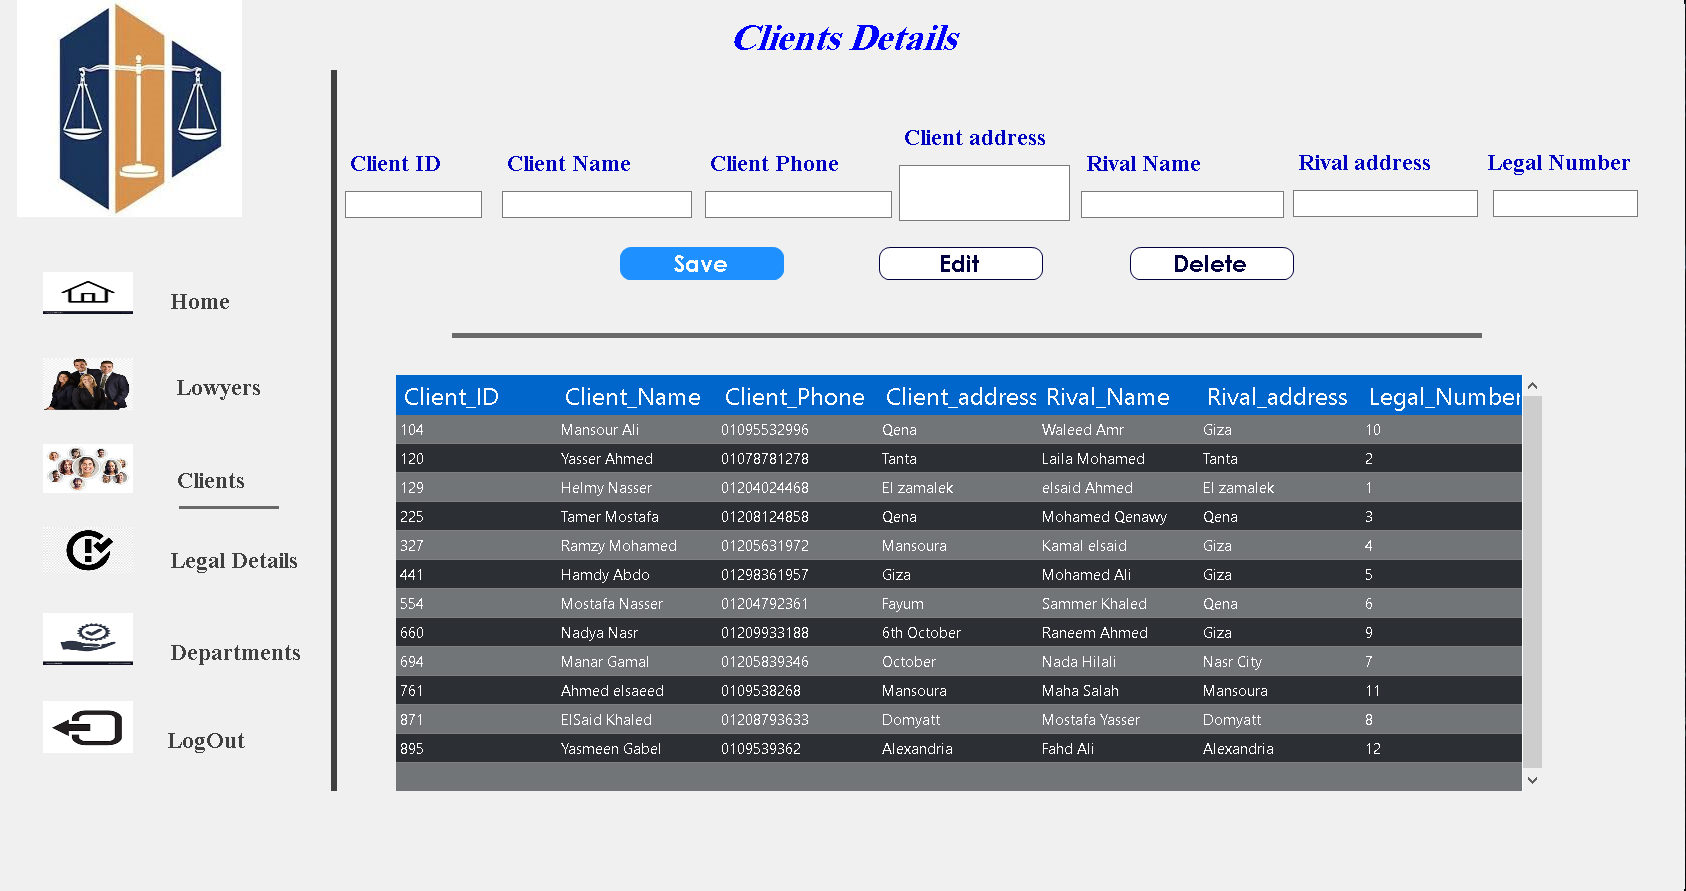 Clients Details
Client ID Client Name Client Phone Client address Rival Name Rival address Legal Number
Save Edit Delete
Home
Lowyers
Clients
Legal Details
Departments
LogOut
Client_ID Client_Name Client_Phone Client_address Rival_Name Rival_address Legal_Number
104 Mansour Ali 01095532996 Qena Waleed Amr Giza 10
120 Yasser Ahmed 01078781278 Tanta Laila Mohamed Tanta 2
129 Helmy Nasser 01204024468 El zamalek elsaid Ahmed El zamalek 1
225 Tamer Mostafa 01208124858 Qena Mohamed Qenawy Qena 3
327 Ramzy Mohamed 01205631972 Mansoura Kamal elsaid Giza 4
441 Hamdy Abdo 01298361957 Giza Mohamed Ali Giza 5
554 Mostafa Nasser 01204792361 Fayum Sammer Khaled Qena 6
660 Nadya Nasr 01209933188 6th October Raneem Ahmed Giza 9
694 Manar Gamal 01205839346 October Nada Hilali Nasr City 7
761 Ahmed elsaeed 0109538268 Mansoura Maha Salah Mansoura 11
871 ElSaid Khaled 01208793633 Domyatt Mostafa Yasser Domyatt 8
895 Yasmeen Gabel 0109539362 Alexandria Fahd Ali Alexandria 12